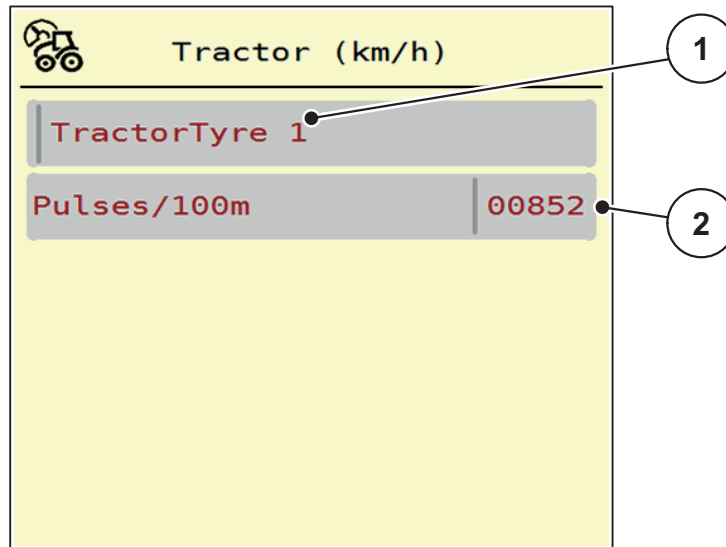 Tractor (km/h)
1
TractorTyre 1
Pulses/100m 00852
2